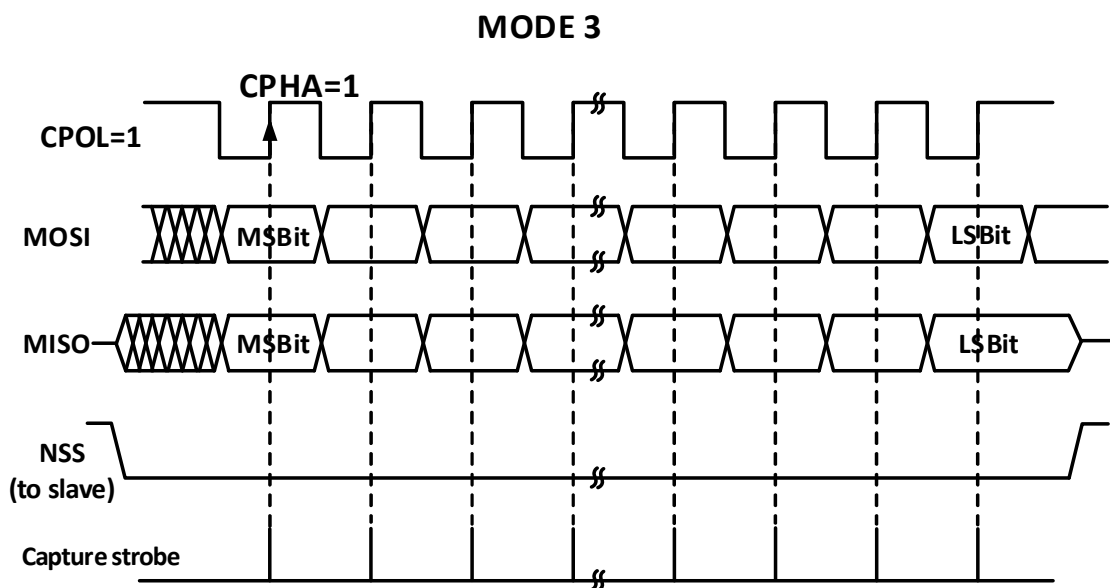 MODE 3
CPHA=1
CPOL=1
MOSI
MSBit
LSBit
MISO
MSBit
LSBit
NSS
(to slave)
Capture strobe